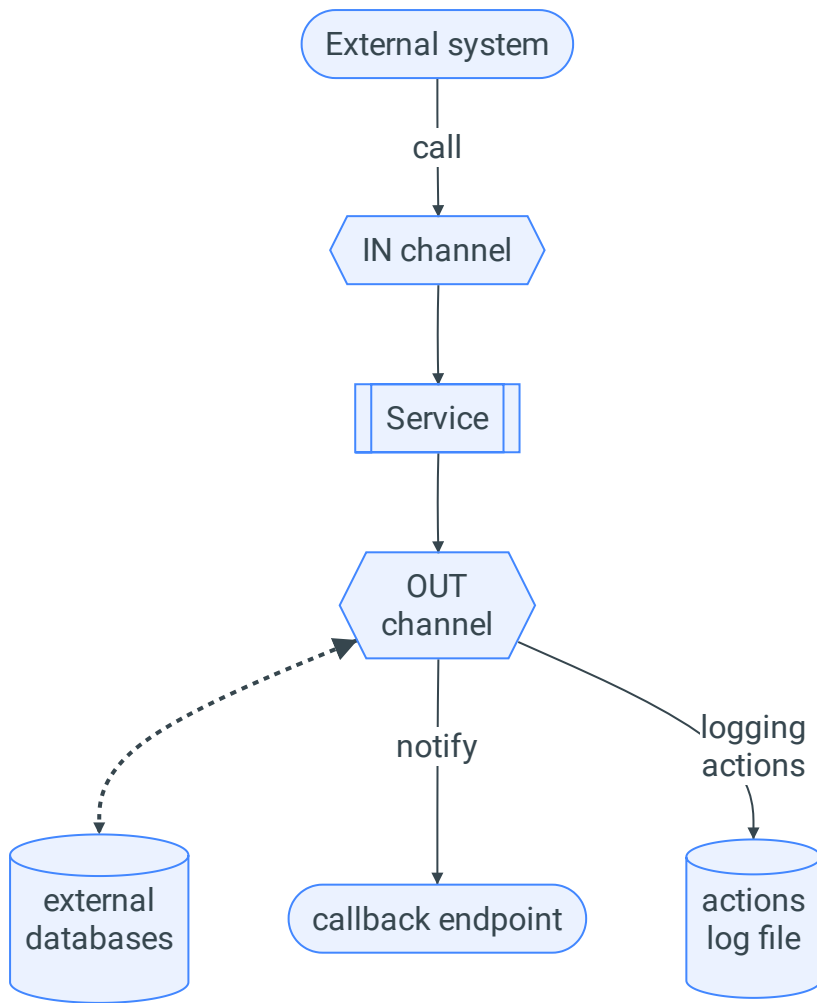 External system
call
IN channel
Service
OUT
channel
notify
logging
actions
external
databases
callback endpoint
actions
log file